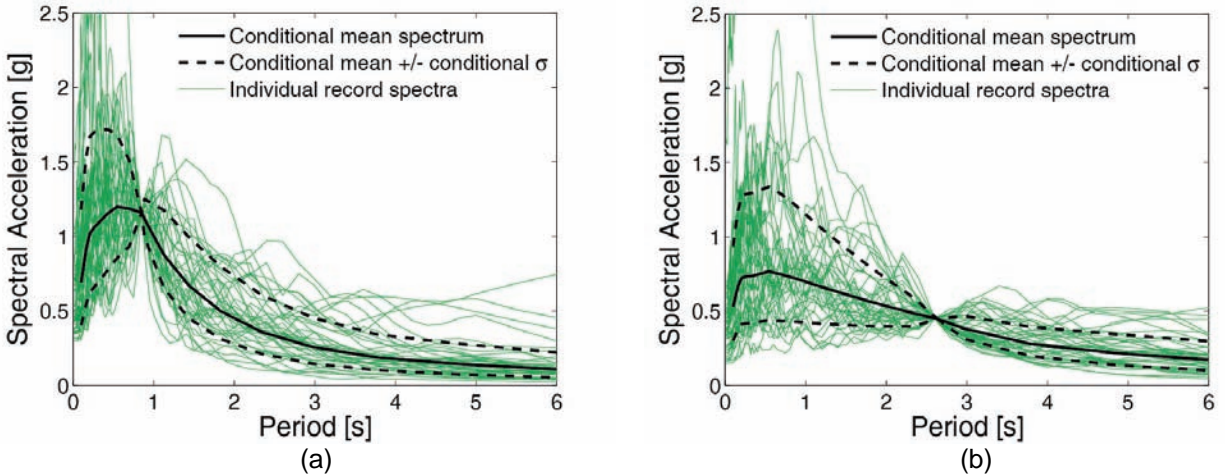 2.5
2
1.5
1
0.5
0
Spectral Acceleration [g]
Conditional mean spectrum
Conditional mean +/- conditional σ
Individual record spectra
0 1 2 3 4 5 6
Period [s]
(a)
2.5
2
1.5
1
0.5
0
Spectral Acceleration [g]
Conditional mean spectrum
Conditional mean +/- conditional σ
Individual record spectra
0 1 2 3 4 5 6
Period [s]
(b)